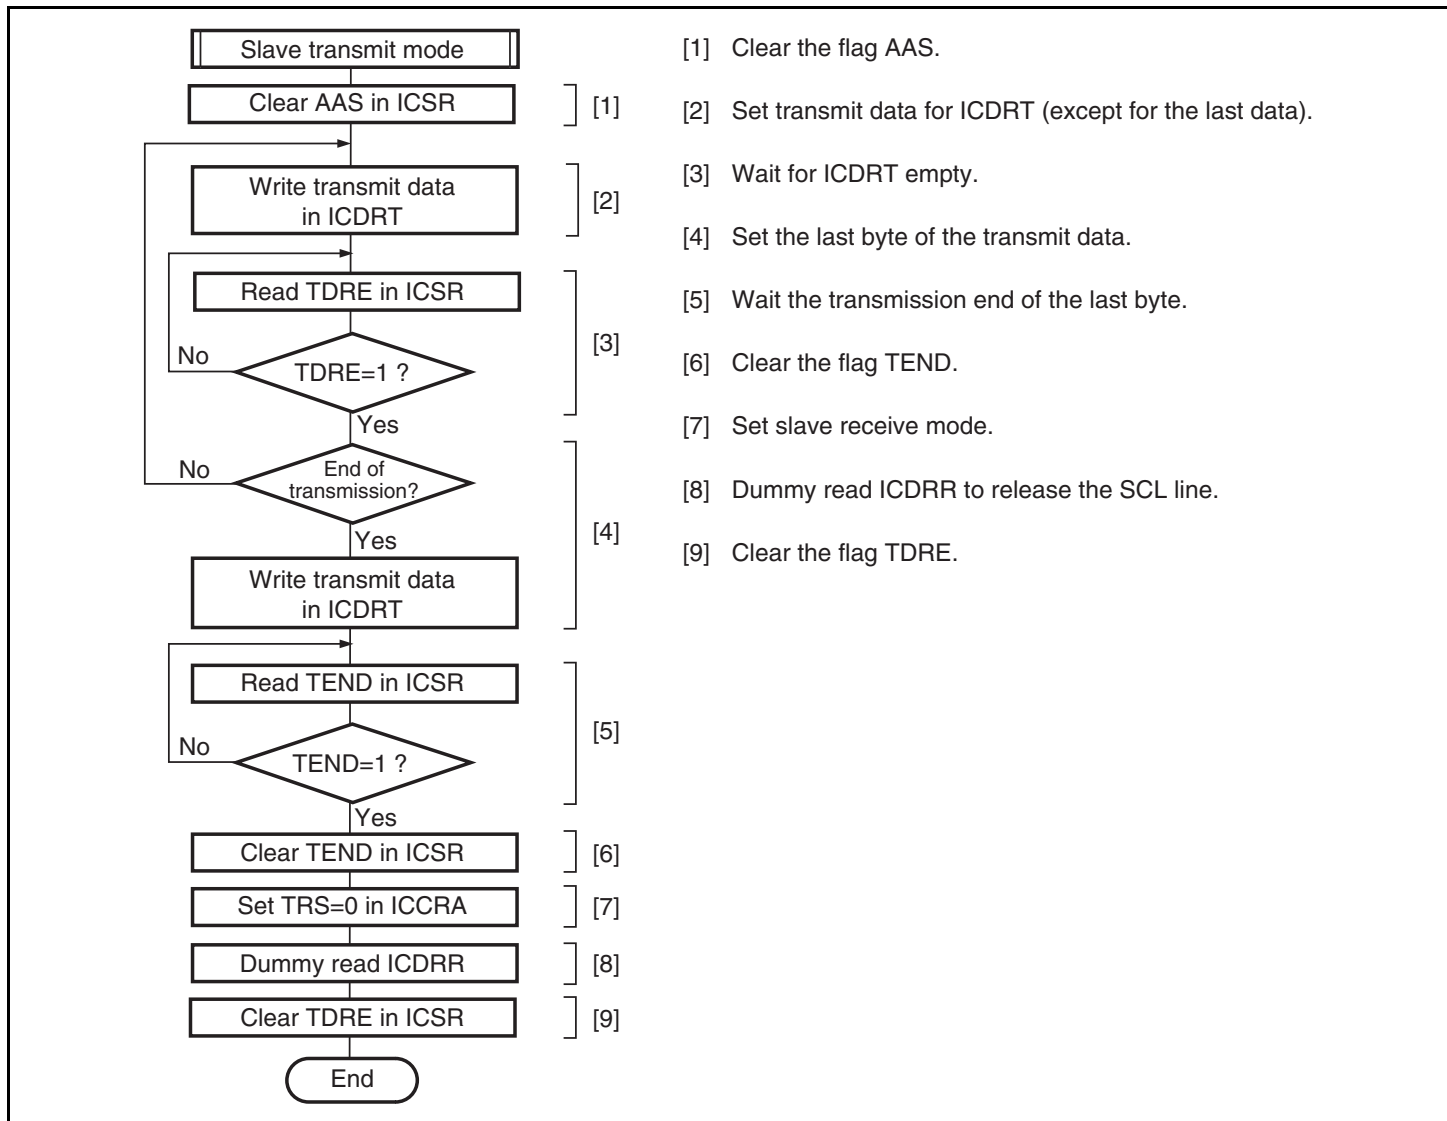 Slave transmit mode
Clear AAS in ICSR
[1]
Write transmit data
in ICDRT
[2]
Read TDRE in ICSR
No
TDRE=1 ?
[3]
Yes
No
End of
transmission?
[4]
Yes
Write transmit data
in ICDRT
Read TEND in ICSR
No
TEND=1 ?
[5]
Yes
Clear TEND in ICSR
[6]
Set TRS=0 in ICCRA
[7]
Dummy read ICDRR
[8]
Clear TDRE in ICSR
[9]
End
[1] Clear the flag AAS.
[2] Set transmit data for ICDRT (except for the last data).
[3] Wait for ICDRT empty.
[4] Set the last byte of the transmit data.
[5] Wait the transmission end of the last byte.
[6] Clear the flag TEND.
[7] Set slave receive mode.
[8] Dummy read ICDRR to release the SCL line.
[9] Clear the flag TDRE.